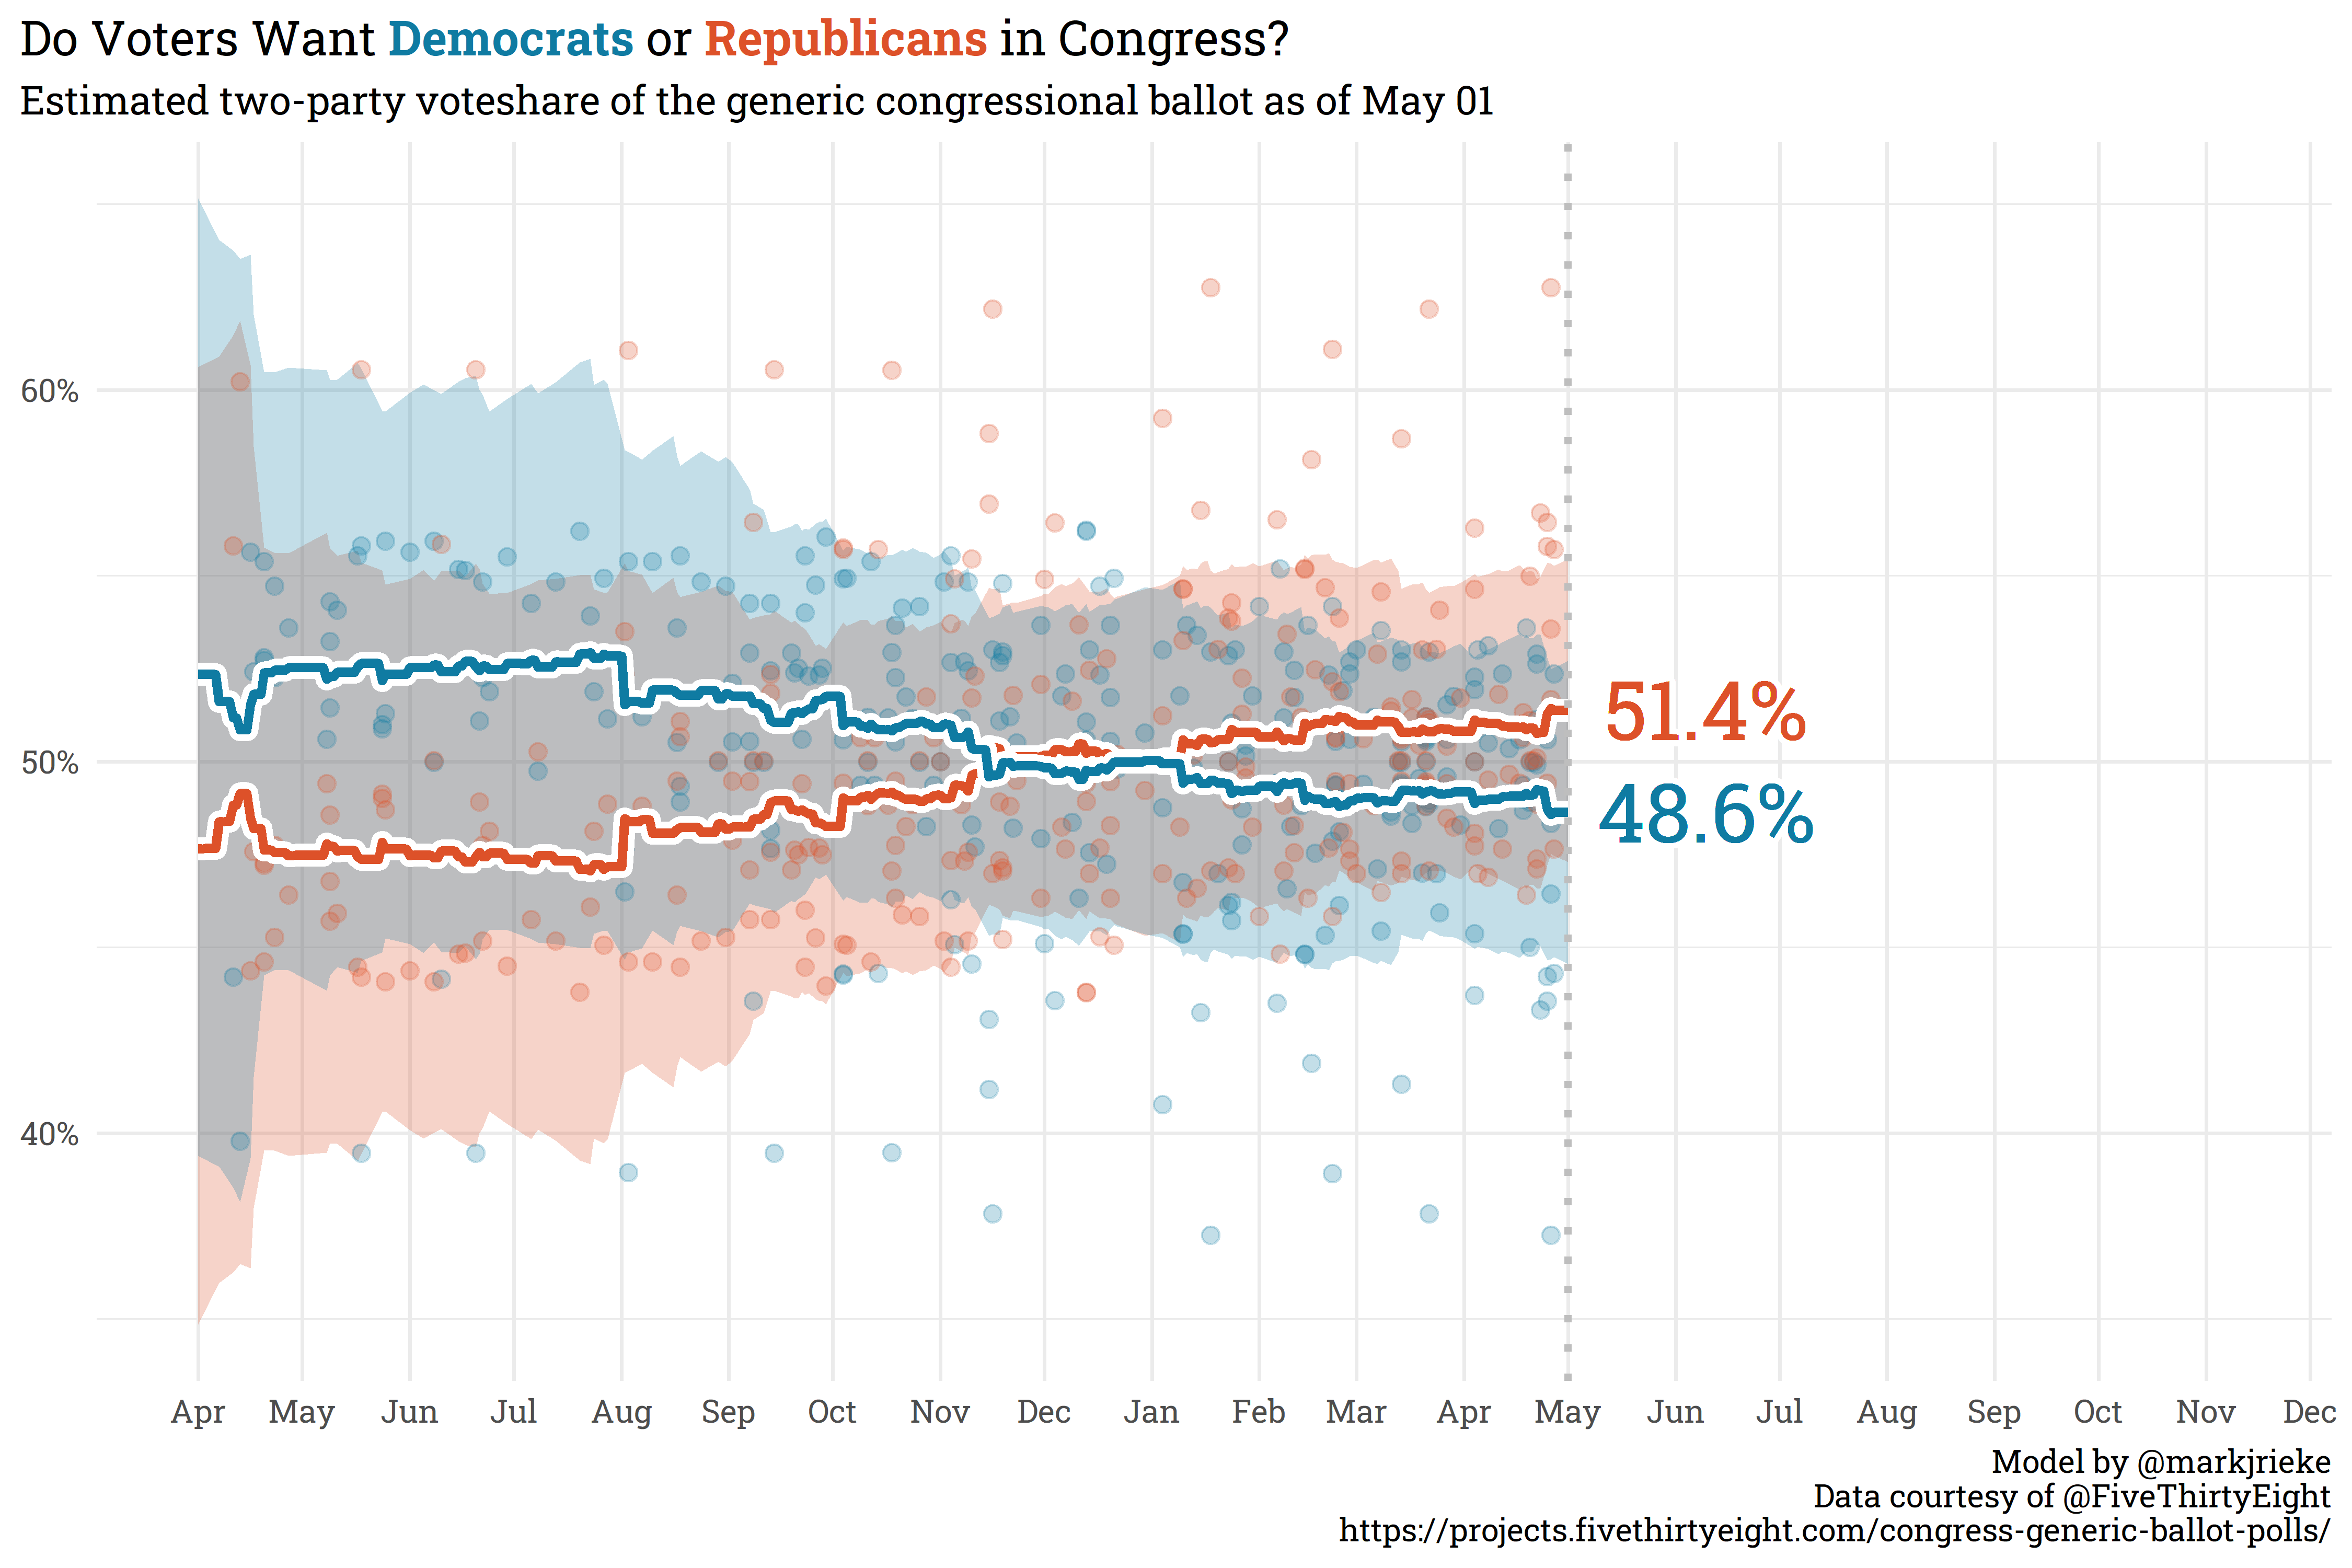 Do Voters Want Democrats or Republicans in Congress?
Estimated two-party voteshare of the generic congressional ballot as of May 01
60%
50%
40%
51.4%
48.6%
Apr May Jun Jul Aug Sep Oct Nov Dec Jan Feb Mar Apr May Jun Jul Aug Sep Oct Nov Dec
Model by @markjrieke
Data courtesy of @FiveThirtyEight
https://projects.fivethirtyeight.com/congress-generic-ballot-polls/